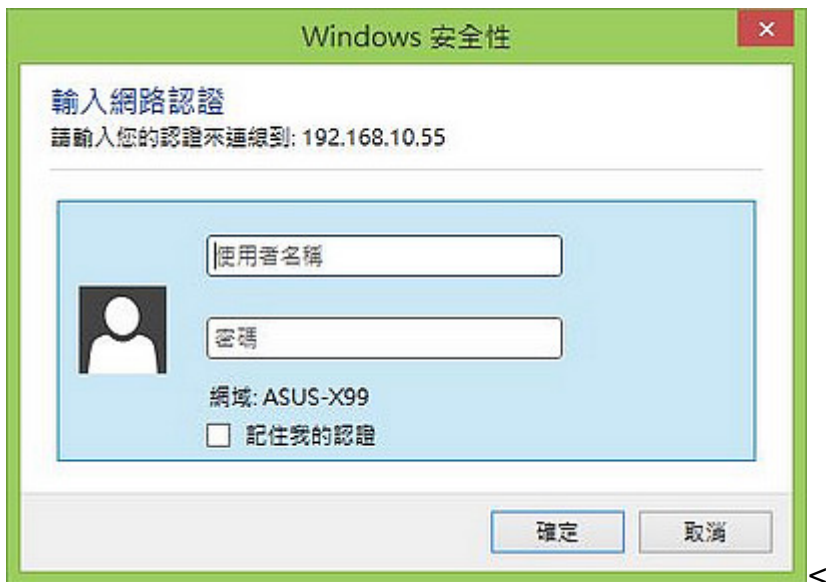 Windows 安全性
輸入網路認證
請輸入您的認證來連線到: 192.168.10.55
使用者名稱
密碼
網域: ASUS-X99
記住我的認證
確定
取消
<